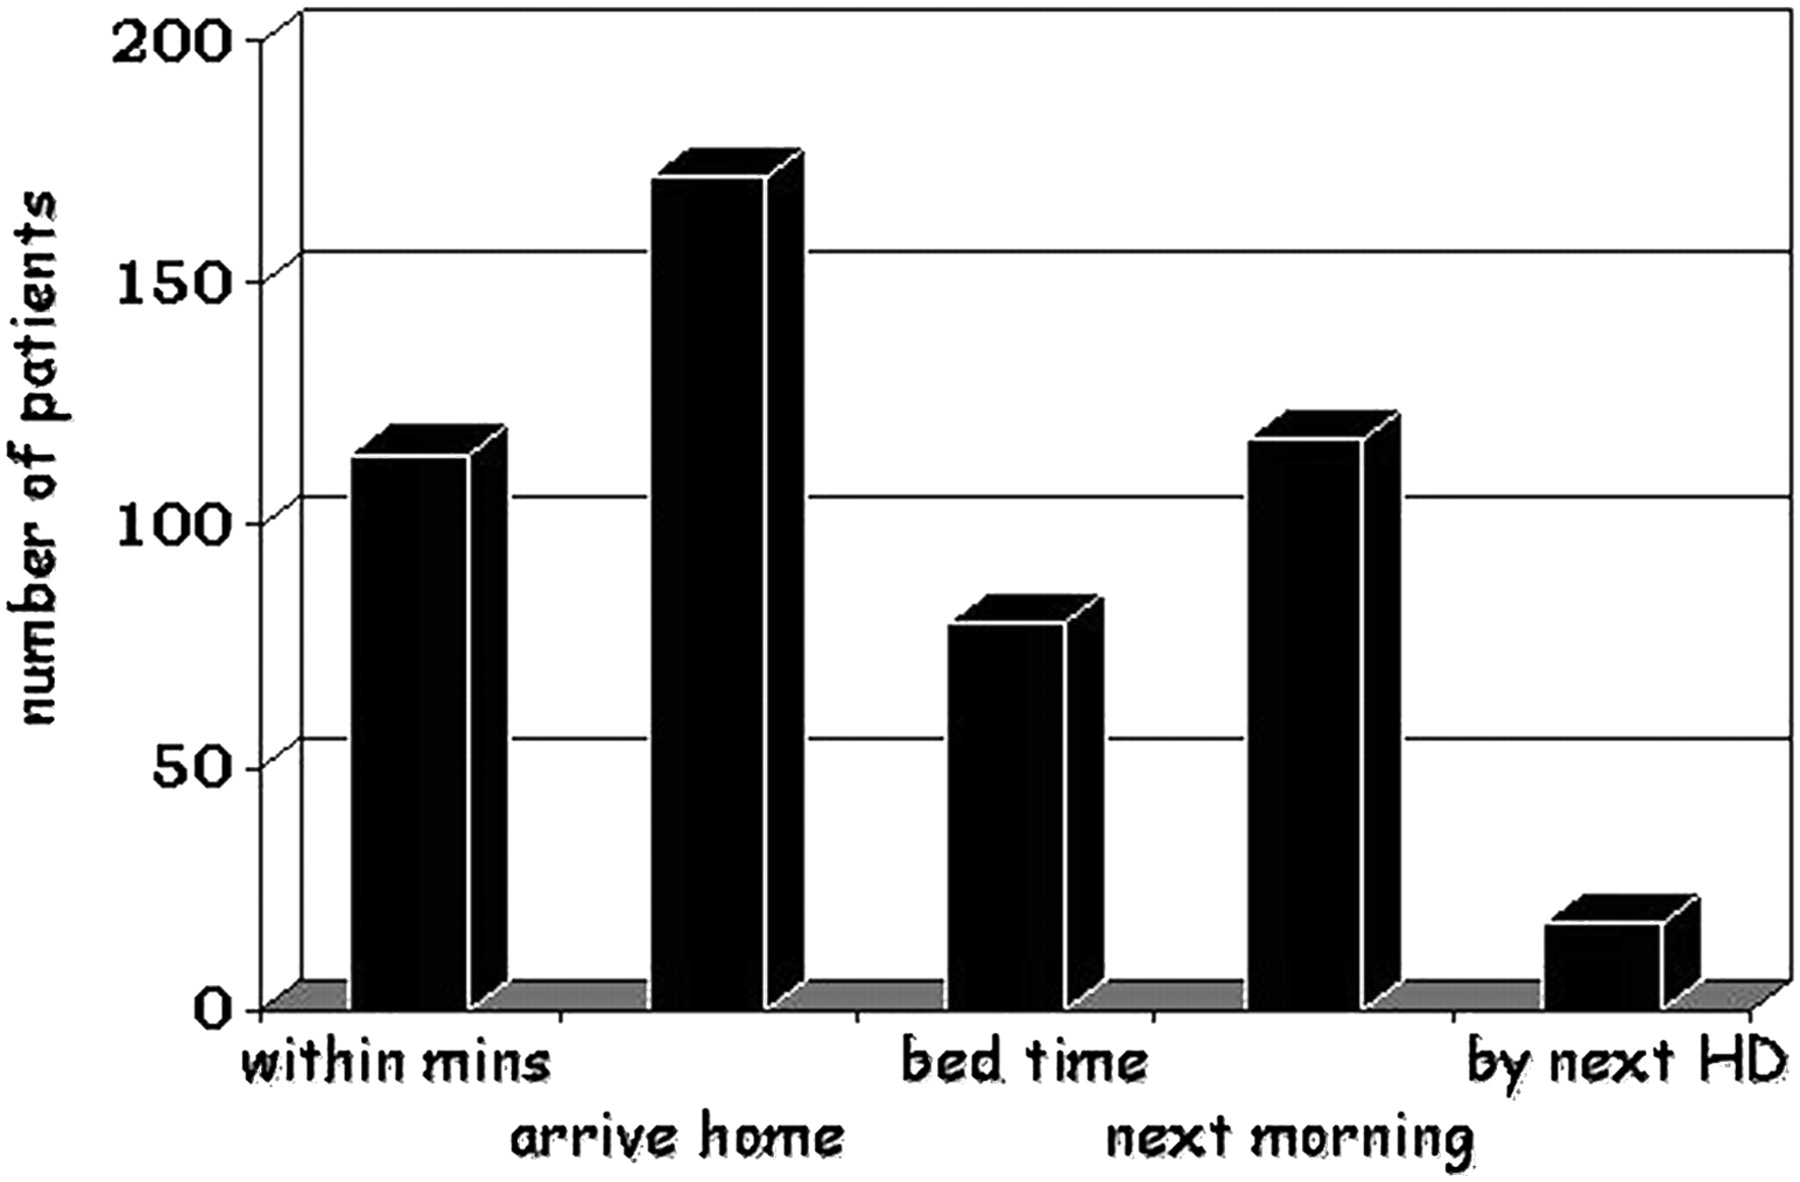 number of patients
200
150
100
50
0
within mins
arrive home
bed time
next morning
by next HD